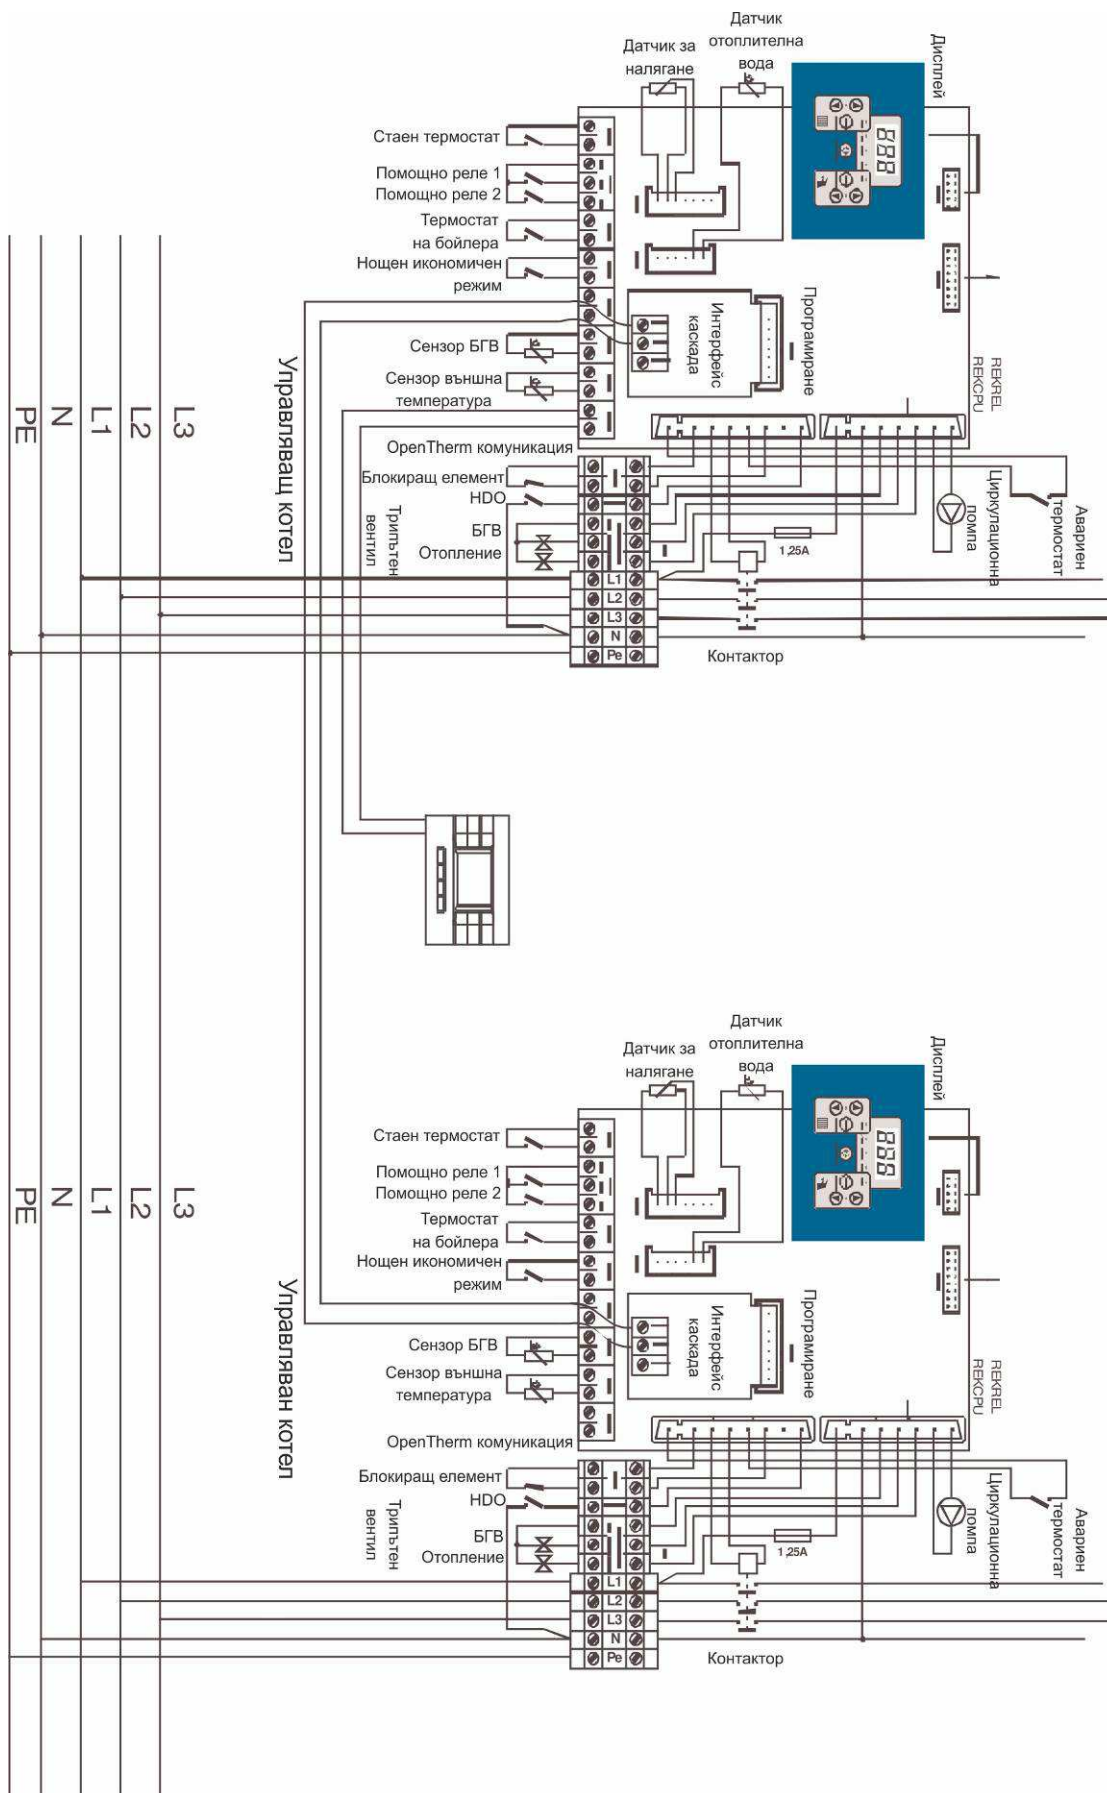 Датчик
отоплителна
вода
Датчик за
налягане
Дисплей
888
Стаен термостат
Помощно реле 1
Помощно реле 2
Термостат
на бойлера
Нощен икономичен
режим
Програмиране
Интерфейс
каскада
Сензор БГВ
Сензор външна
температура
REKREL
REKCPU
OpenTherm комуникация
Управляващ котел
PE
N
L1
L2
L3
Блокиращ елемент
HDO
БГВ
Отопление
Трипътен
вентил
1,25A
Циркулационна
помпа
Авариен
термостат
L1
L2
L3
N
Pe
Контактор
Датчик
отоплителна
вода
Датчик за
налягане
Дисплей
888
Стаен термостат
Помощно реле 1
Помощно реле 2
Термостат
на бойлера
Нощен икономичен
режим
Програмиране
Интерфейс
каскада
Сензор БГВ
Сензор външна
температура
REKREL
REKCPU
OpenTherm комуникация
Управляван котел
PE
N
L1
L2
L3
Блокиращ елемент
HDO
БГВ
Отопление
Трипътен
вентил
1,25A
Циркулационна
помпа
Авариен
термостат
L1
L2
L3
N
Pe
Контактор